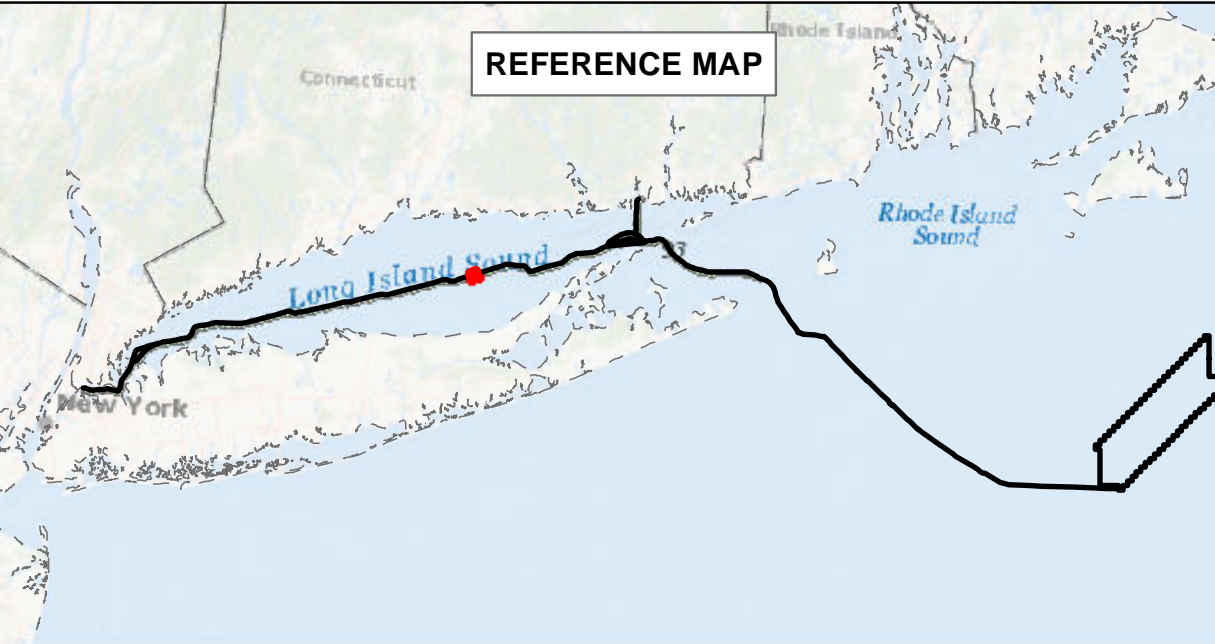 Rhode Island
REFERENCE MAP
Connecticut
Rhode Island
Sound
Long Island Sound
New York